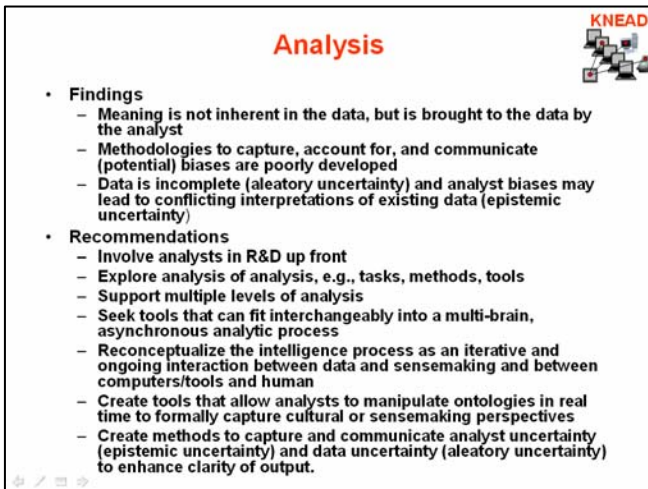 KNEAD
Analysis
• Findings
– Meaning is not inherent in the data, but is brought to the data by
the analyst
– Methodologies to capture, account for, and communicate
(potential) biases are poorly developed
– Data is incomplete (aleatory uncertainty) and analyst biases may
lead to conflicting interpretations of existing data (epistemic
uncertainty)
• Recommendations
– Involve analysts in R&D up front
– Explore analysis of analysis, e.g., tasks, methods, tools
– Support multiple levels of analysis
– Seek tools that can fit interchangeably into a multi-brain,
asynchronous analytic process
– Reconceptualize the intelligence process as an iterative and
ongoing interaction between data and sensemaking and between
computers/tools and human
– Create tools that allow analysts to manipulate ontologies in real
time to formally capture cultural or sensemaking perspectives
– Create methods to capture and communicate analyst uncertainty
(epistemic uncertainty) and data uncertainty (aleatory uncertainty)
to enhance clarity of output.